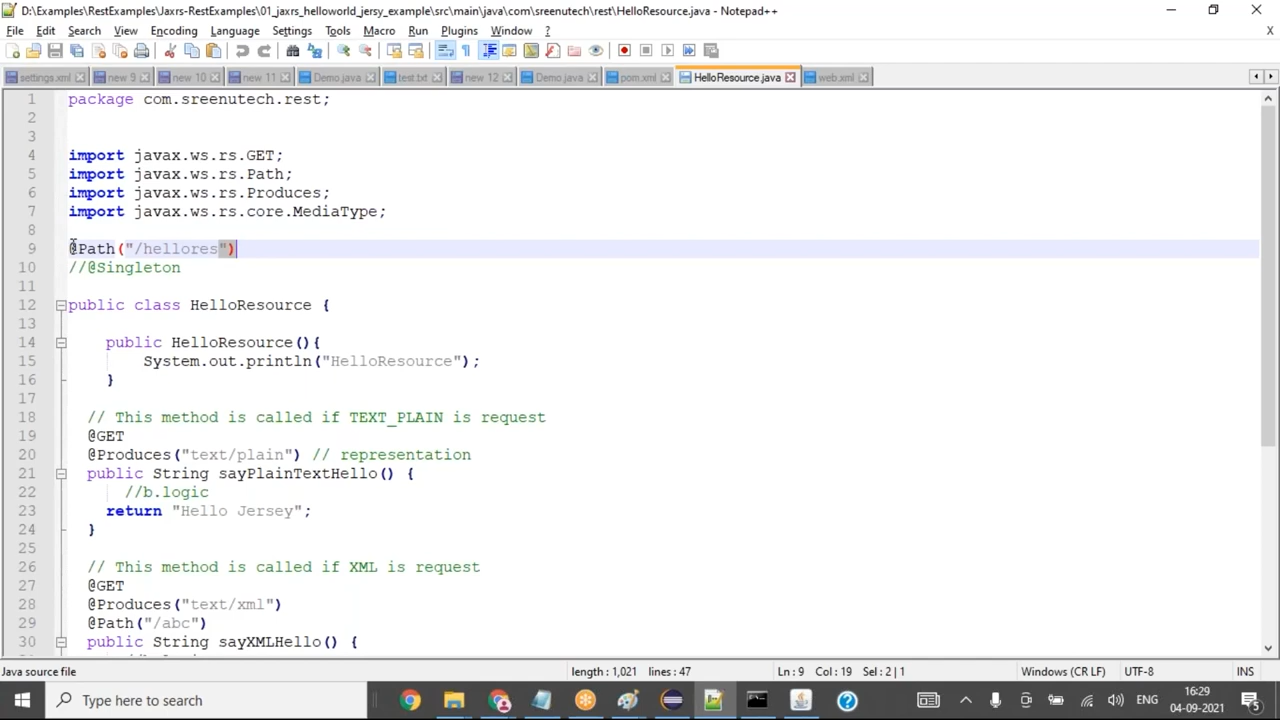 D:\Examples\RestExamples\Jaxrs-RestExamples\01_jaxrs_helloworld_jersy_example\src\main\java\com\sreenutech\rest\HelloResource.java - Notepad++
File Edit Search View Encoding Language Settings Tools Macro Run Plugins Window ? X
settings.xml new 9 new 10 new 11 Demo.java test.txt new 12 Demo.java pom.xml HelloResource.java web.xml
1 package com.sreenutech.rest;
2
3
4 import javax.ws.rs.GET;
5 import javax.ws.rs.Path;
6 import javax.ws.rs.Produces;
7 import javax.ws.rs.core.MediaType;
8
9 @Path("/hellores")
10 //@Singleton
11
12 public class HelloResource {
13
14 public HelloResource(){
15 System.out.println("HelloResource");
16 }
17
18 // This method is called if TEXT_PLAIN is request
19 @GET
20 @Produces("text/plain") // representation
21 public String sayPlainTextHello() {
22 //b.logic
23 return "Hello Jersey";
24 }
25
26 // This method is called if XML is request
27 @GET
28 @Produces("text/xml")
29 @Path("/abc")
30 public String sayXMLHello() {
Java source file length : 1,021 lines : 47 Ln : 9 Col : 19 Sel : 2 | 1 Windows (CR LF) UTF-8 INS
Type here to search ENG 16:29
04-09-2021 5